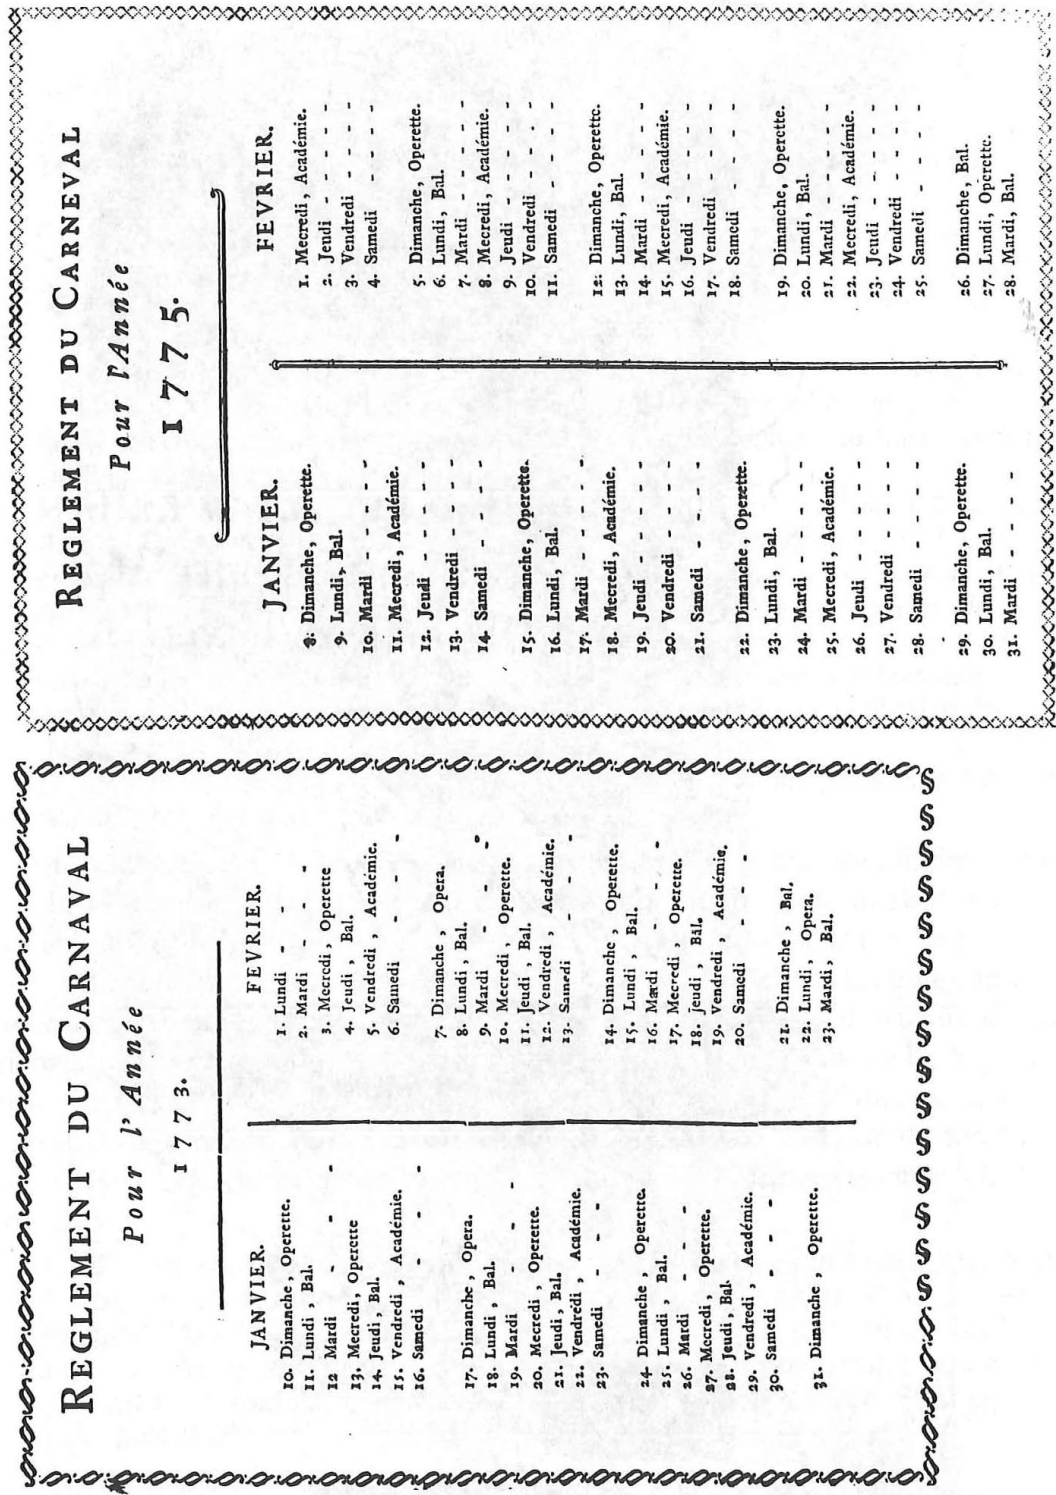 REGLEMENT DU CARNAVAL
Pour l'Année
1773.
JANVIER.
10. Dimanche, Operette.
11. Lundi, Bal.
12 Mardi - - -
13. Mecredi, Operette
14. Jeudi, Bal.
15. Vendredi, Académie.
16. Samedi - - -
17. Dimanche, Opera.
18. Lundi, Bal.
19. Mardi - - -
20. Mecredi, Operette.
21. Jeudi, Bal.
22. Vendredi, Académie.
23. Samedi - - -
24. Dimanche, Operette.
25. Lundi, Bal.
26. Mardi - - -
27. Mecredi, Operette.
28. Jeudi, Bal.
29. Vendredi, Académie.
30. Samedi - - -
31. Dimanche, Operette.
FEVRIER.
1. Lundi - - -
2. Mardi - - -
3. Mecredi, Operette
4. Jeudi, Bal.
5. Vendredi, Académie.
6. Samedi - - -
7. Dimanche, Opera.
8. Lundi, Bal.
9. Mardi - - -
10. Mecredi, Operette.
11. Jeudi, Bal.
12. Vendredi, Académie.
13. Samedi - - -
14. Dimanche, Operette.
15. Lundi, Bal.
16. Mardi - - -
17. Mecredi, Operette.
18. jeudi, Bal.
19. Vendredi, Académie.
20. Samedi - - -
21. Dimanche, Bal.
22. Lundi, Opera.
23. Mardi, Bal.
REGLEMENT DU CARNEVAL
Pour l'Année
1775.
JANVIER.
8. Dimanche, Operette.
9. Lundi, Bal.
10. Mardi - - - -
11. Mecredi, Académie.
12. Jeudi - - - -
13. Vendredi - - -
14. Samedi - - - -
15. Dimanche, Operette.
16. Lundi, Bal.
17. Mardi - - - -
18. Mecredi, Académie.
19. Jeudi - - - -
20. Vendredi - - -
21. Samedi - - - -
22. Dimanche, Operette.
23. Lundi, Bal.
24. Mardi - - - -
25. Mecredi, Académie.
26. Jeudi - - - -
27. Vendredi - - -
28. Samedi - - - -
29. Dimanche, Operette.
30. Lundi, Bal.
31. Mardi - - - -
FEVRIER.
1. Mecredi, Académie.
2. Jeudi - - - - -
3. Vendredi - - - -
4. Samedi - - - -
5. Dimanche, Operette.
6. Lundi, Bal.
7. Mardi - - - -
8. Mecredi, Académie.
9. Jeudi - - - - -
10. Vendredi - - - -
11. Samedi - - - -
12. Dimanche, Operette.
13. Lundi, Bal.
14. Mardi - - - -
15. Mecredi, Académie.
16. Jeudi - - - - -
17. Vendredi - - - -
18. Samedi - - - -
19. Dimanche, Operette.
20. Lundi, Bal.
21. Mardi - - - -
22. Mecredi, Académie.
23. Jeudi - - - - -
24. Vendredi - - - -
25. Samedi - - - -
26. Dimanche, Bal.
27. Lundi, Operette.
28. Mardi, Bal.